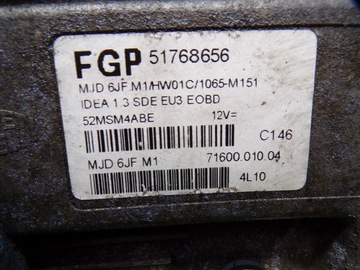 FGP 51768656
MJD 6JF M1/HW01C/1065-M151
IDEA 1.3 SDE EU3 EOBD
52MSM4ABE 12V=
C146
MJD 6JF M1 71600.010.04
4L10